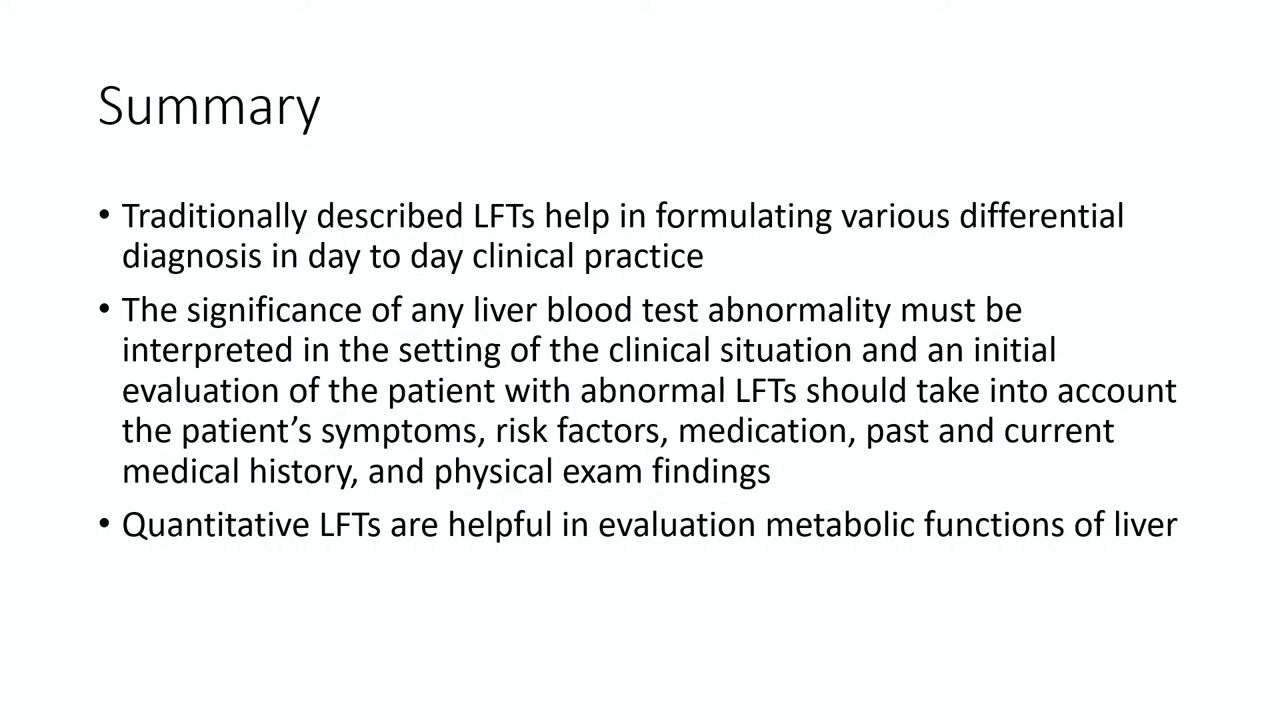 Summary
• Traditionally described LFTs help in formulating various differential
diagnosis in day to day clinical practice
• The significance of any liver blood test abnormality must be
interpreted in the setting of the clinical situation and an initial
evaluation of the patient with abnormal LFTs should take into account
the patient’s symptoms, risk factors, medication, past and current
medical history, and physical exam findings
• Quantitative LFTs are helpful in evaluation metabolic functions of liver